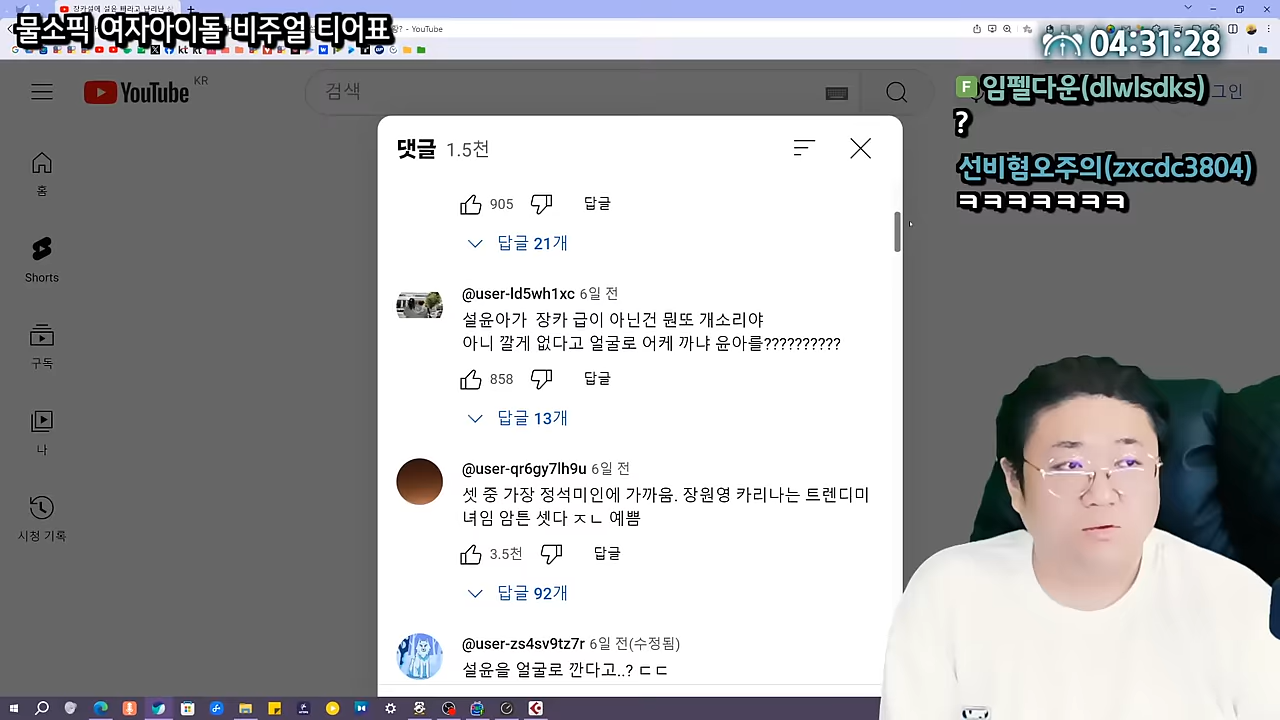 물소픽 여자아이돌 비주얼 티어표
- YouTube
04:31:28
YouTube KR
검색
임펠다운(dlwlsdks)
?
선비혐오주의(zxcdc3804)
ㅋㅋㅋㅋㅋㅋㅋ
홈
Shorts
구독
나
시청 기록
댓글 1.5천
905 답글
답글 21개
@user-ld5wh1xc 6일 전
설윤아가 장카 급이 아닌건 뭔또 개소리야
아니 깔게 없다고 얼굴로 어케 까냐 윤아를??????????
858 답글
답글 13개
@user-qr6gy7lh9u 6일 전
셋 중 가장 정석미인에 가까움. 장원영 카리나는 트렌디미
녀임 암튼 셋다 ㅈㄴ 예쁨
3.5천 답글
답글 92개
@user-zs4sv9tz7r 6일 전(수정됨)
설윤을 얼굴로 깐다고..? ㄷㄷ